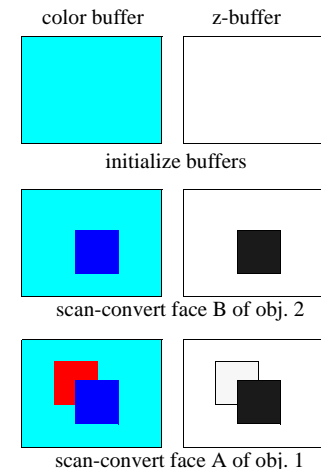 color buffer z-buffer
initialize buffers
scan-convert face B of obj. 2
scan-convert face A of obj. 1